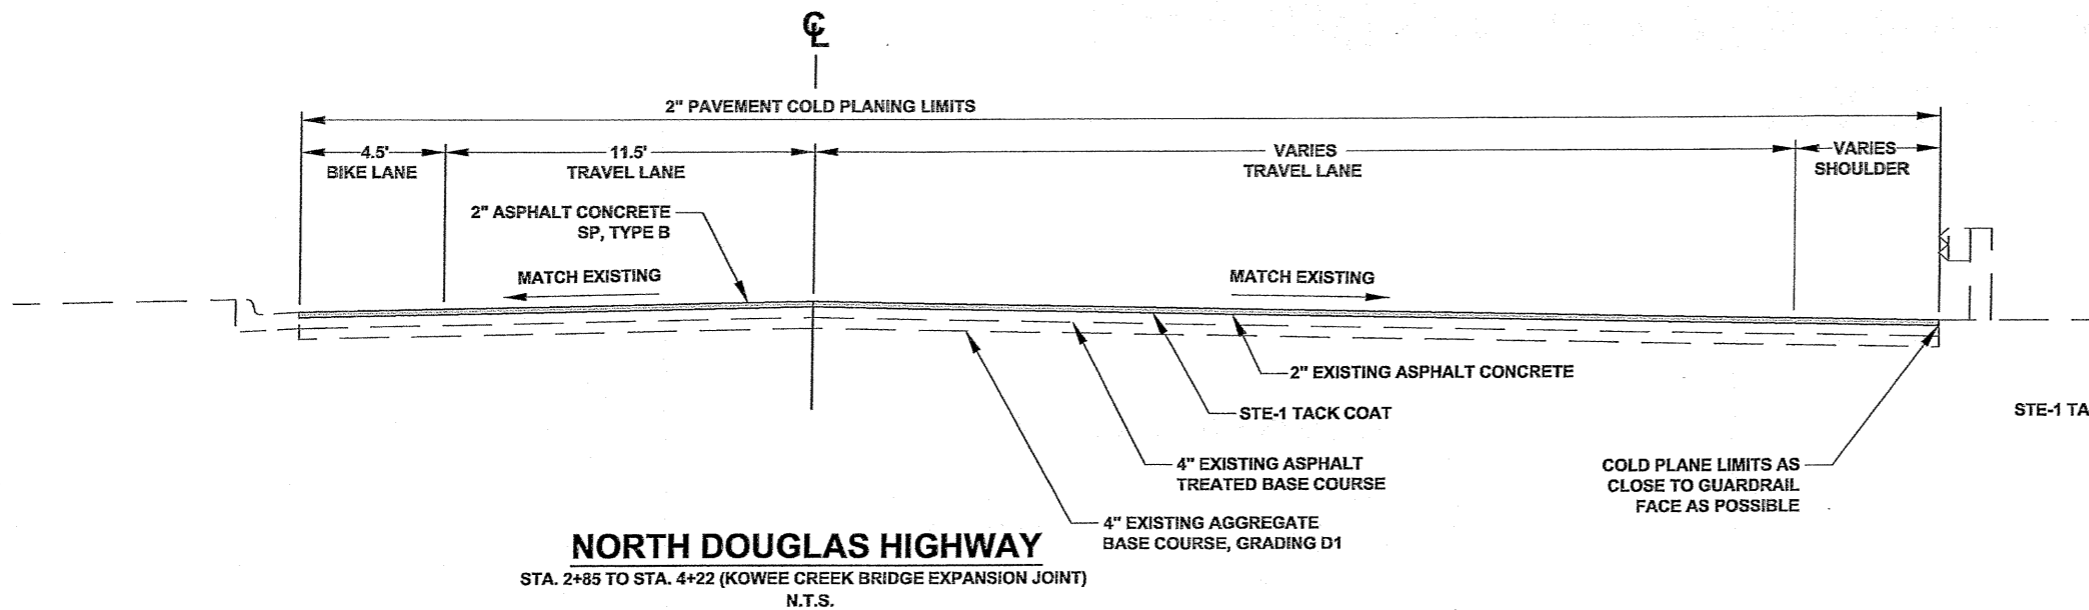 ℄
2" PAVEMENT COLD PLANING LIMITS
4.5'
BIKE LANE
11.5'
TRAVEL LANE
VARIES
TRAVEL LANE
VARIES
SHOULDER
2" ASPHALT CONCRETE
SP, TYPE B
MATCH EXISTING
MATCH EXISTING
2" EXISTING ASPHALT CONCRETE
STE-1 TACK COAT
STE-1 TA
4" EXISTING ASPHALT
TREATED BASE COURSE
COLD PLANE LIMITS AS
CLOSE TO GUARDRAIL
FACE AS POSSIBLE
4" EXISTING AGGREGATE
BASE COURSE, GRADING D1
NORTH DOUGLAS HIGHWAY
STA. 2+85 TO STA. 4+22 (KOWEE CREEK BRIDGE EXPANSION JOINT)
N.T.S.